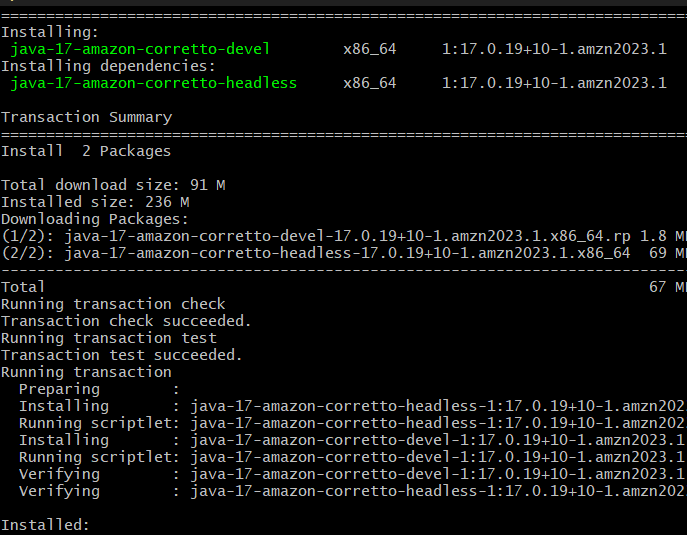 ================================================================================
Installing:
 java-17-amazon-corretto-devel        x86_64     1:17.0.19+10-1.amzn2023.1
Installing dependencies:
 java-17-amazon-corretto-headless     x86_64     1:17.0.19+10-1.amzn2023.1

Transaction Summary
================================================================================
Install  2 Packages

Total download size: 91 M
Installed size: 236 M
Downloading Packages:
(1/2): java-17-amazon-corretto-devel-17.0.19+10-1.amzn2023.1.x86_64.rp 1.8 M
(2/2): java-17-amazon-corretto-headless-17.0.19+10-1.amzn2023.1.x86_64  69 M
--------------------------------------------------------------------------------
Total                                                                   67 M
Running transaction check
Transaction check succeeded.
Running transaction test
Transaction test succeeded.
Running transaction
  Preparing        :
  Installing       : java-17-amazon-corretto-headless-1:17.0.19+10-1.amzn202
  Running scriptlet: java-17-amazon-corretto-headless-1:17.0.19+10-1.amzn202
  Installing       : java-17-amazon-corretto-devel-1:17.0.19+10-1.amzn2023.1
  Running scriptlet: java-17-amazon-corretto-devel-1:17.0.19+10-1.amzn2023.1
  Verifying        : java-17-amazon-corretto-devel-1:17.0.19+10-1.amzn2023.1
  Verifying        : java-17-amazon-corretto-headless-1:17.0.19+10-1.amzn202

Installed: